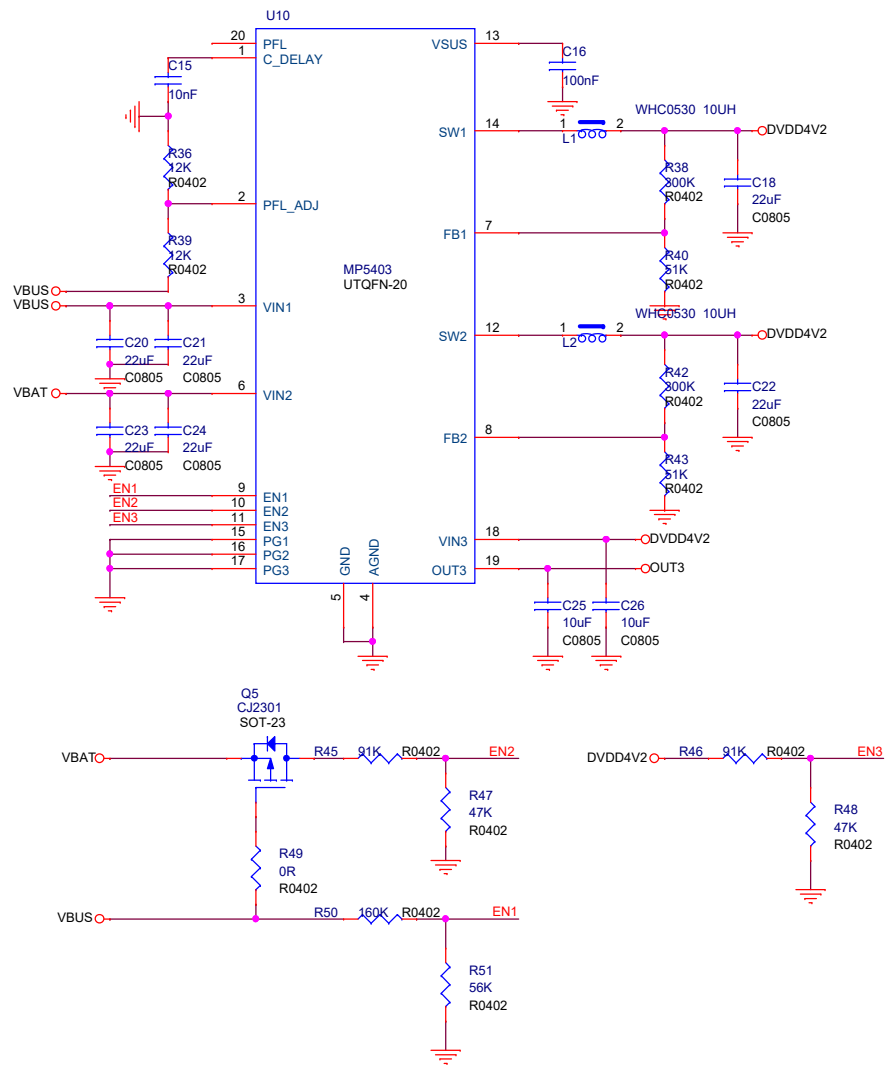 U10
20 PFL VSUS 13
1 C_DELAY
C15
10nF
C16
100nF
WHC0530 10UH
SW1 14 1 2 DVDD4V2
L1
R36
12K
R0402
R38
300K
R0402
C18
22uF
C0805
2 PFL_ADJ
FB1 7
R39
12K
R0402
R40
51K
R0402
MP5403
UTQFN-20
VBUS
VBUS 3 VIN1
WHC0530 10UH
SW2 12 1 2 DVDD4V2
L2
C20
22uF
C0805
C21
22uF
C0805
R42
300K
R0402
C22
22uF
C0805
VBAT 6 VIN2
FB2 8
C23
22uF
C0805
C24
22uF
C0805
R43
51K
R0402
EN1 9 EN1
EN2 10 EN2
EN3 11 EN3
15 PG1 VIN3 18 DVDD4V2
16 PG2
17 PG3 OUT3 19 OUT3
GND AGND
5 4
C25
10uF
C0805
C26
10uF
C0805
Q5
CJ2301
SOT-23
VBAT R45 91K R0402 EN2
R47
47K
R0402
DVDD4V2 R46 91K R0402 EN3
R48
47K
R0402
R49
0R
R0402
VBUS R50 160K R0402 EN1
R51
56K
R0402